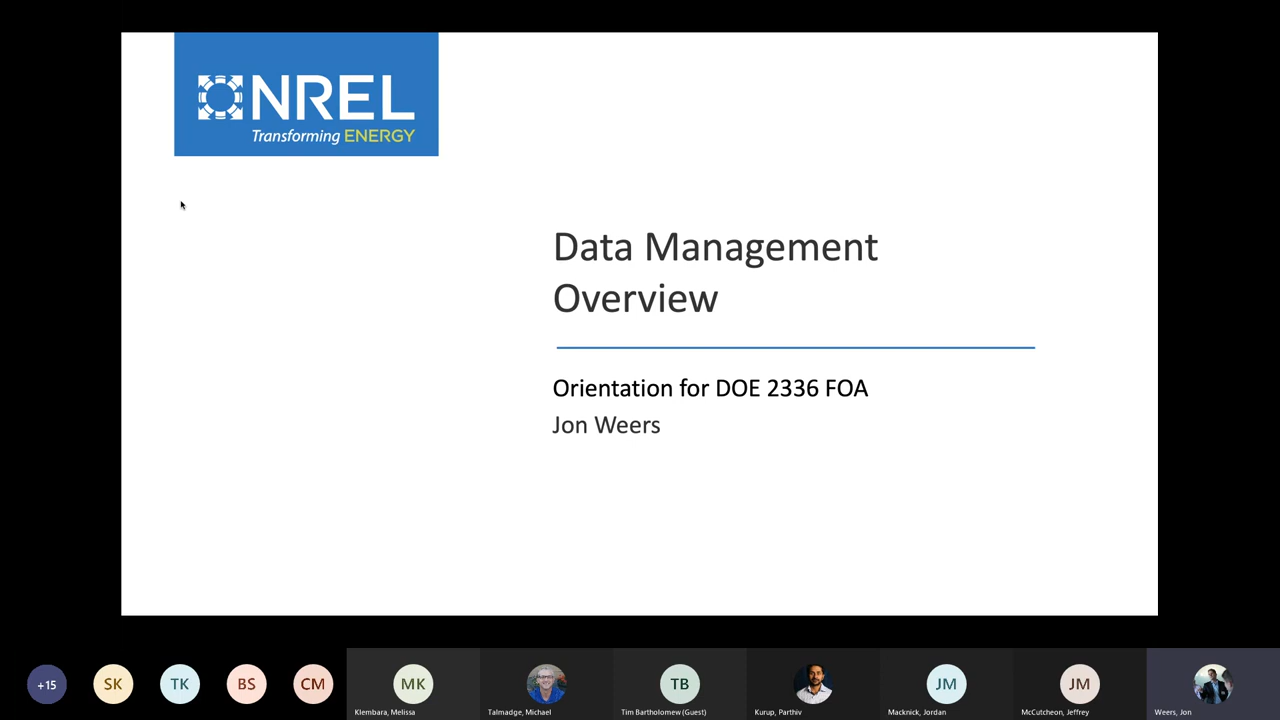 NREL
Transforming ENERGY
Data Management
Overview
Orientation for DOE 2336 FOA
Jon Weers
+15
SK
TK
BS
CM
MK
TB
JM
JM
Klembara, Melissa
Talmadge, Michael
Tim Bartholomew (Guest)
Kurup, Parthiv
Macknick, Jordan
McCutcheon, Jeffrey
Weers, Jon